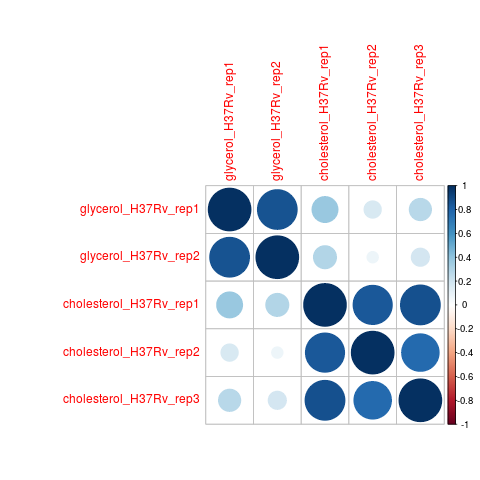 glycerol_H37Rv_rep1
glycerol_H37Rv_rep2
cholesterol_H37Rv_rep1
cholesterol_H37Rv_rep2
cholesterol_H37Rv_rep3
glycerol_H37Rv_rep1
glycerol_H37Rv_rep2
cholesterol_H37Rv_rep1
cholesterol_H37Rv_rep2
cholesterol_H37Rv_rep3
1
0.8
0.6
0.4
0.2
0
-0.2
-0.4
-0.6
-0.8
-1